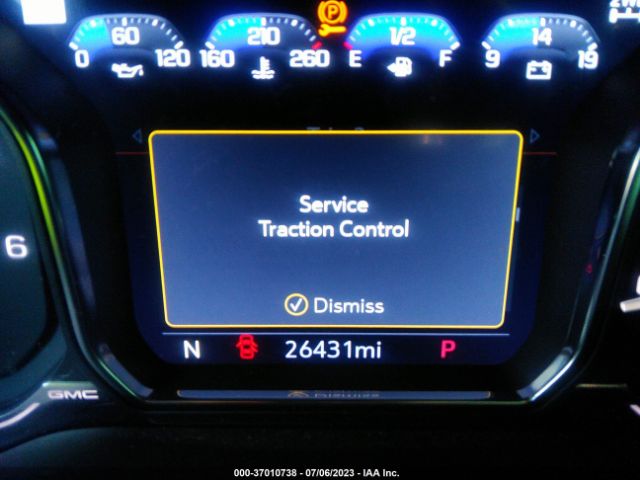 60
210
1/2
14
0
120
160
260
E
F
9
19
Service
Traction Control
Dismiss
6
N
26431mi
P
GMC
Dismiss
000-37010738 - 07/06/2023 - IAA Inc.